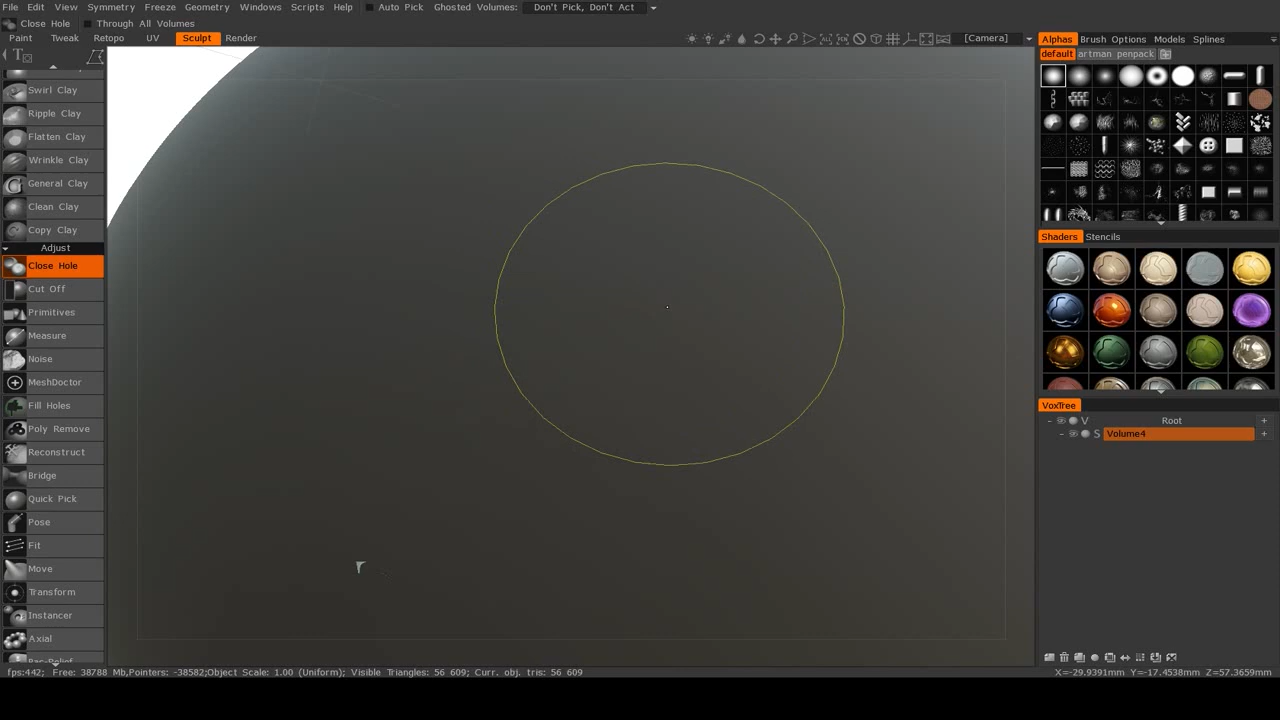 File Edit View Symmetry Freeze Geometry Windows Scripts Help Auto Pick Ghosted Volumes: Don't Pick, Don't Act
Close Hole Through All Volumes
Paint Tweak Retopo UV Sculpt Render [Camera]
Alphas Brush Options Models Splines
default artman penpack
Swirl Clay
Ripple Clay
Flatten Clay
Wrinkle Clay
General Clay
Clean Clay
Copy Clay
Adjust
Close Hole
Cut Off
Primitives
Measure
Noise
MeshDoctor
Fill Holes
Poly Remove
Reconstruct
Bridge
Quick Pick
Pose
Fit
Move
Transform
Instancer
Axial
Bas-Relief
Shaders Stencils
VoxTree
V Root
S Volume4
fps:442; Free: 38788 Mb,Pointers: -38582;Object Scale: 1.00 (Uniform); Visible Triangles: 56 609; Curr. obj. tris: 56 609
X=-29.9391mm Y=-17.4538mm Z=57.3659mm